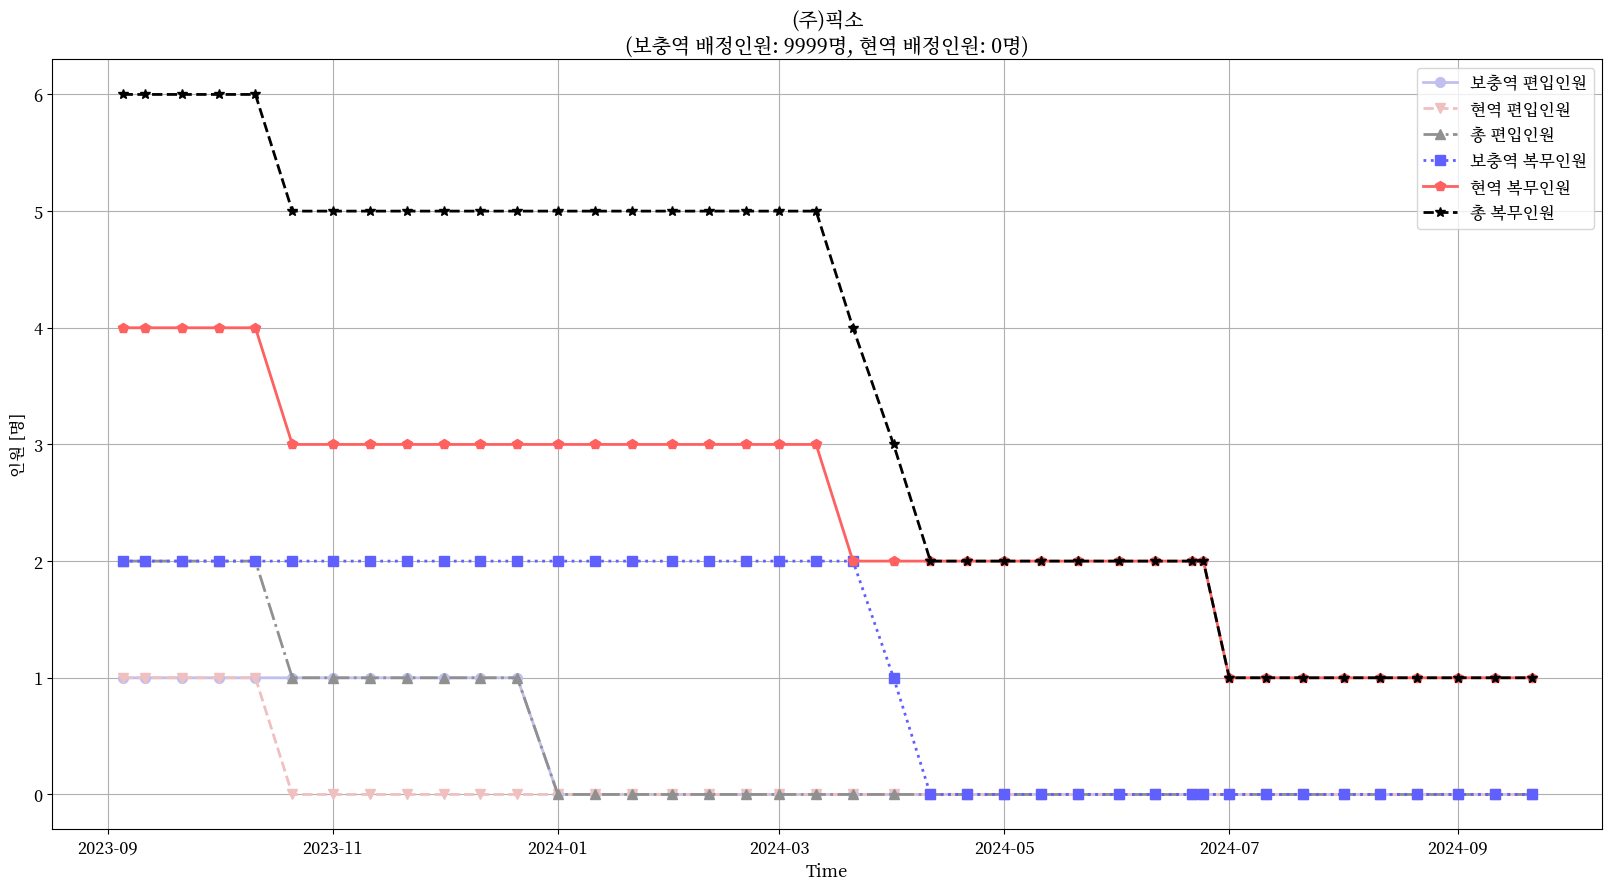 (주)픽소
(보충역 배정인원: 9999명, 현역 배정인원: 0명)
보충역 편입인원
현역 편입인원
총 편입인원
보충역 복무인원
현역 복무인원
총 복무인원
인원 [명]
6
5
4
3
2
1
0
2023-09
2023-11
2024-01
2024-03
2024-05
2024-07
2024-09
Time